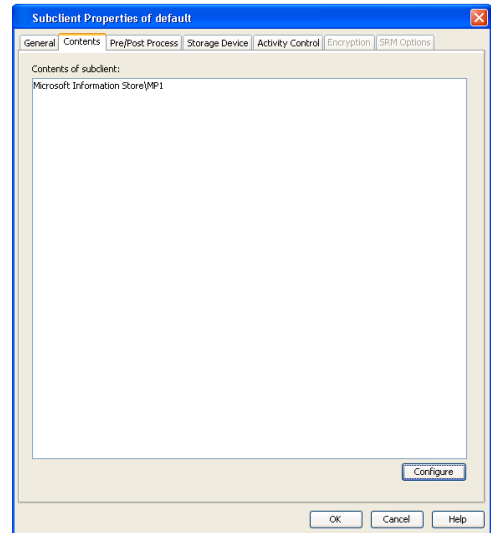 Subclient Properties of default
General Contents Pre/Post Process Storage Device Activity Control Encryption SRM Options
Contents of subclient:
Microsoft Information Store\MP1
Configure
OK Cancel Help